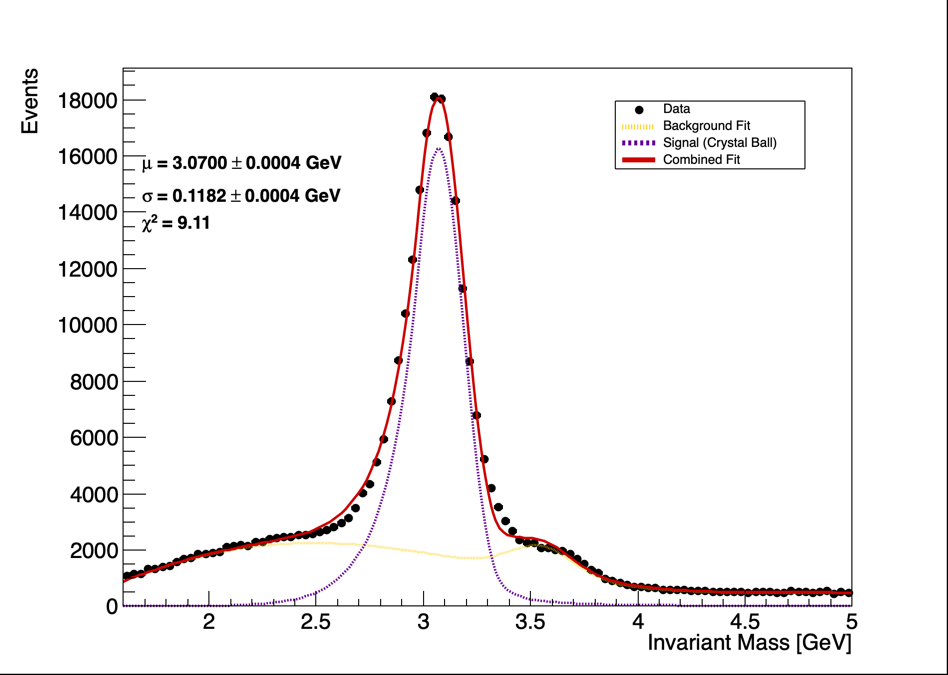 Events
18000
16000
14000
12000
10000
8000
6000
4000
2000
0
μ = 3.0700 ± 0.0004 GeV
σ = 0.1182 ± 0.0004 GeV
χ² = 9.11
Data
Background Fit
Signal (Crystal Ball)
Combined Fit
2 2.5 3 3.5 4 4.5 5
Invariant Mass [GeV]